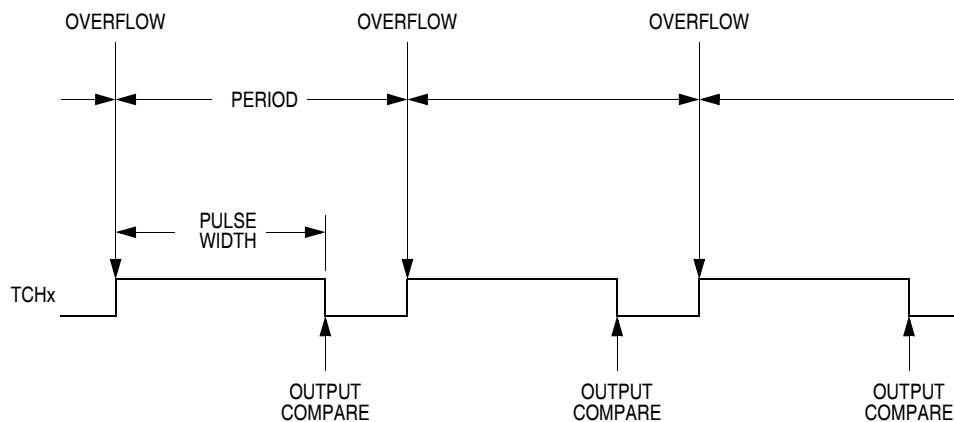 OVERFLOW
OVERFLOW
OVERFLOW
PERIOD
PULSE
WIDTH
TCHx
OUTPUT
COMPARE
OUTPUT
COMPARE
OUTPUT
COMPARE